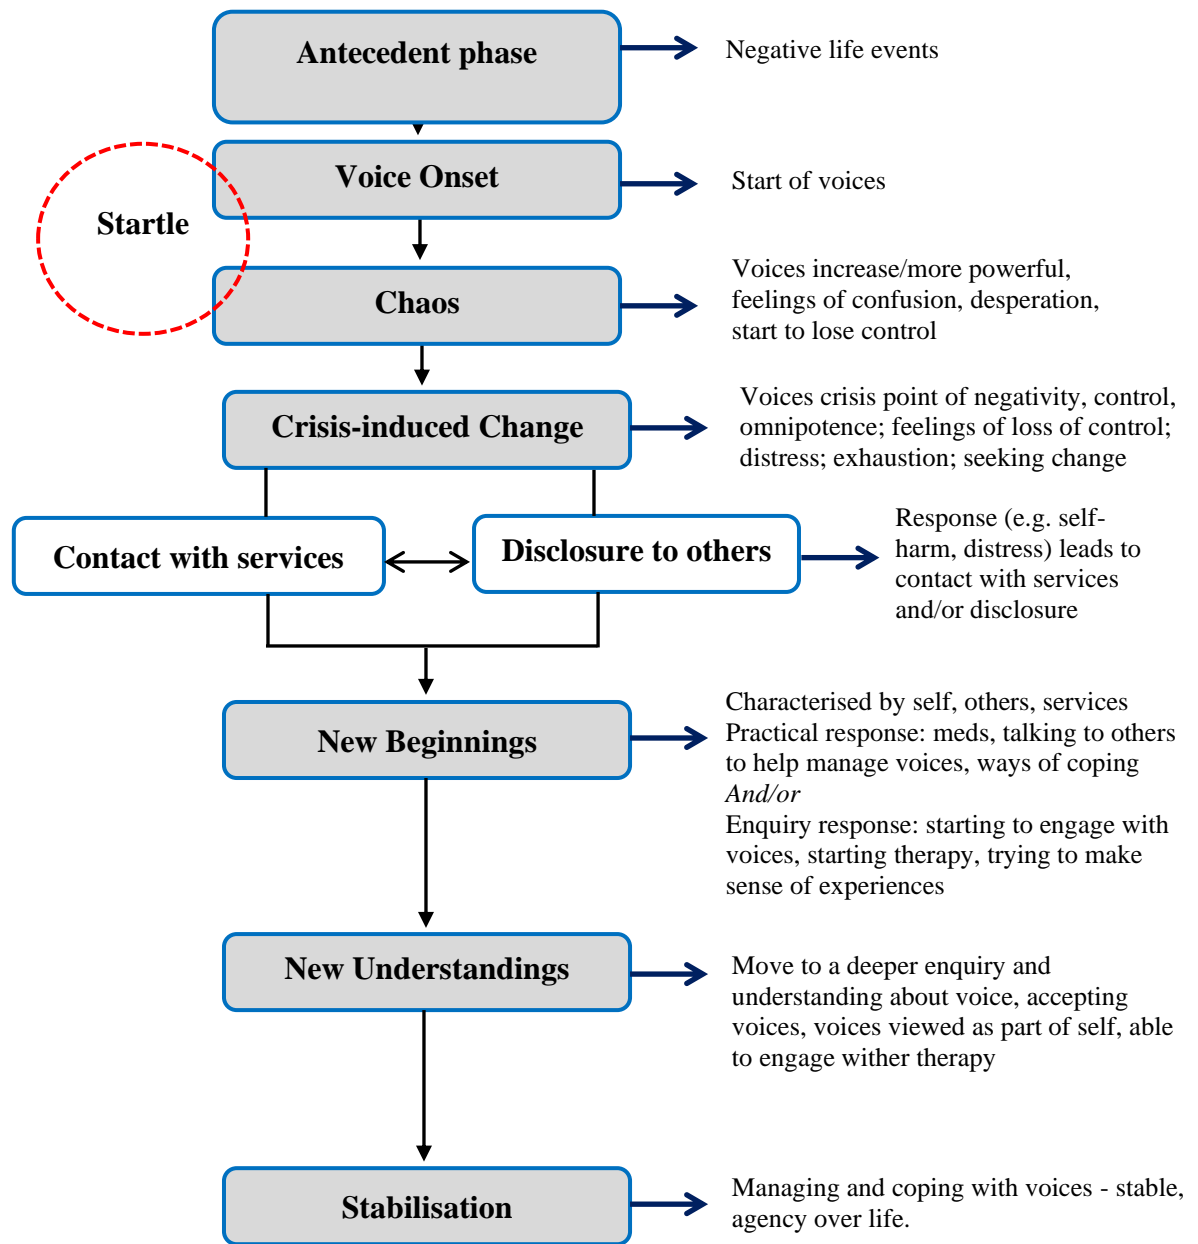 Antecedent phase
Negative life events
Voice Onset
Start of voices
Startle
Chaos
Voices increase/more powerful,
feelings of confusion, desperation,
start to lose control
Crisis-induced Change
Voices crisis point of negativity, control,
omnipotence; feelings of loss of control;
distress; exhaustion; seeking change
Contact with services
Disclosure to others
Response (e.g. self-
harm, distress) leads to
contact with services
and/or disclosure
New Beginnings
Characterised by self, others, services
Practical response: meds, talking to others
to help manage voices, ways of coping
And/or
Enquiry response: starting to engage with
voices, starting therapy, trying to make
sense of experiences
New Understandings
Move to a deeper enquiry and
understanding about voice, accepting
voices, voices viewed as part of self, able
to engage wither therapy
Stabilisation
Managing and coping with voices - stable,
agency over life.